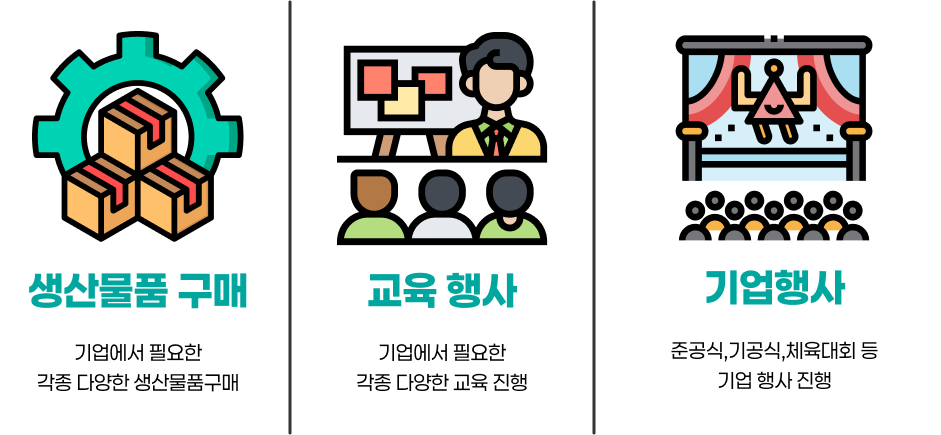 생산물품 구매
기업에서 필요한
각종 다양한 생산물품구매
교육 행사
기업에서 필요한
각종 다양한 교육 진행
기업행사
준공식,기공식,체육대회 등
기업 행사 진행